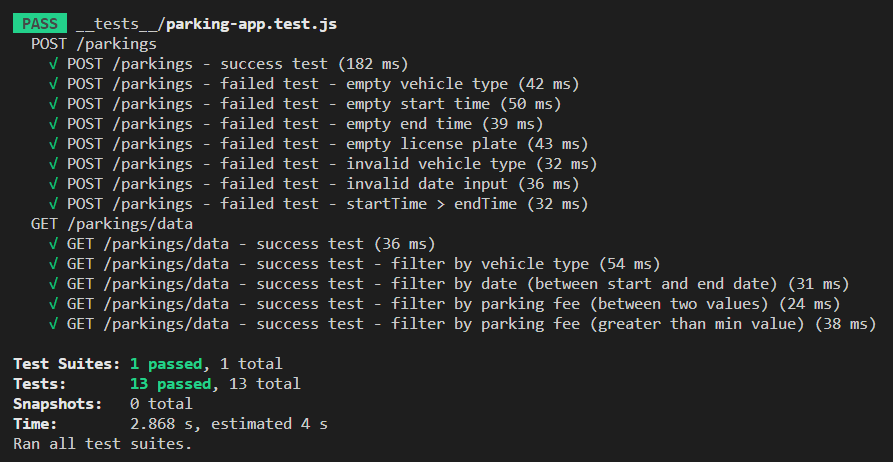 PASS __tests__/parking-app.test.js
POST /parkings
√ POST /parkings - success test (182 ms)
√ POST /parkings - failed test - empty vehicle type (42 ms)
√ POST /parkings - failed test - empty start time (50 ms)
√ POST /parkings - failed test - empty end time (39 ms)
√ POST /parkings - failed test - empty license plate (43 ms)
√ POST /parkings - failed test - invalid vehicle type (32 ms)
√ POST /parkings - failed test - invalid date input (36 ms)
√ POST /parkings - failed test - startTime > endTime (32 ms)
GET /parkings/data
√ GET /parkings/data - success test (36 ms)
√ GET /parkings/data - success test - filter by vehicle type (54 ms)
√ GET /parkings/data - success test - filter by date (between start and end date) (31 ms)
√ GET /parkings/data - success test - filter by parking fee (between two values) (24 ms)
√ GET /parkings/data - success test - filter by parking fee (greater than min value) (38 ms)
Test Suites: 1 passed, 1 total
Tests: 13 passed, 13 total
Snapshots: 0 total
Time: 2.868 s, estimated 4 s
Ran all test suites.